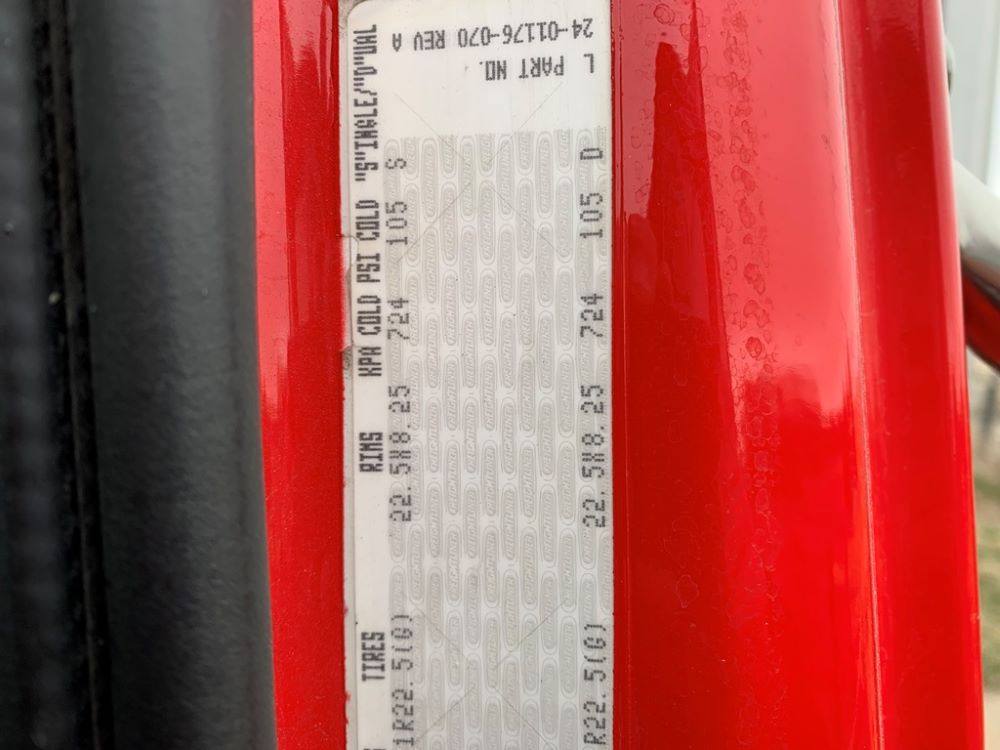 TIRES RIMS KPA COLD PSI COLD "S"INGLE/"D"UAL
1R22.5(G) 22.5X8.25 724 105 S
R22.5(G) 22.5X8.25 724 105 D
L PART NO.
24-01176-070 REV A